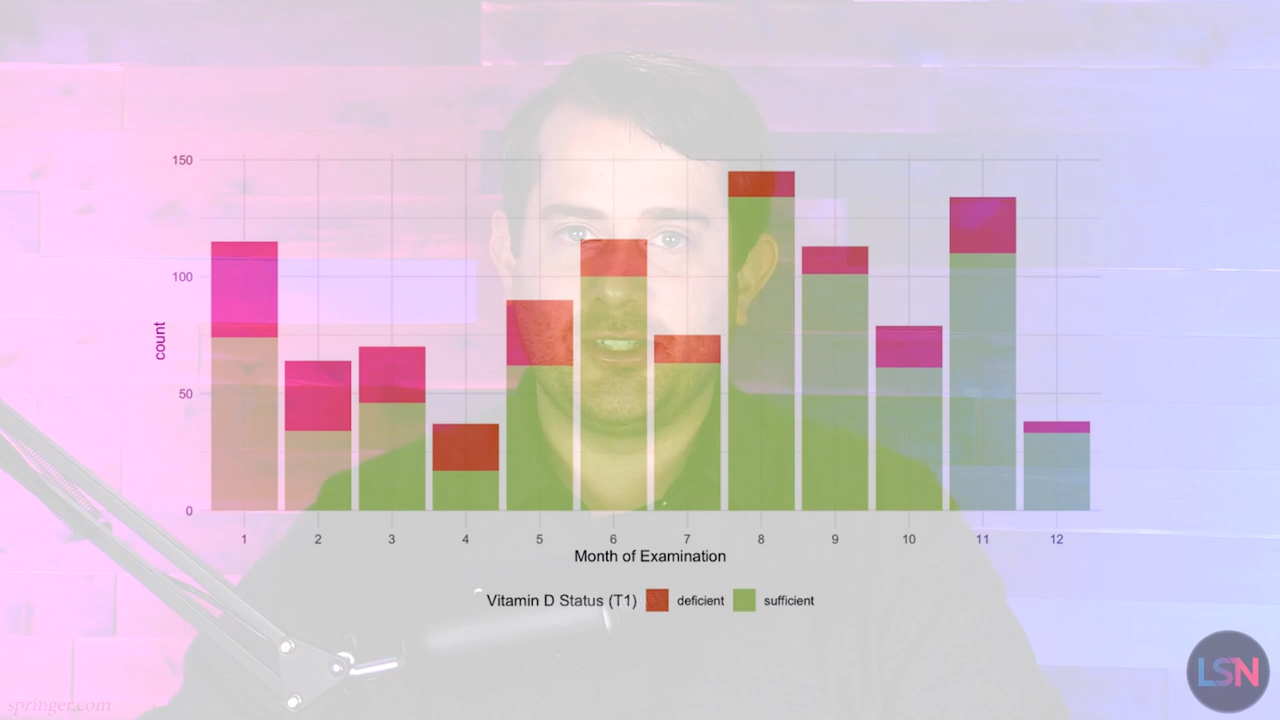 150
100
50
0
count
1 2 3 4 5 6 7 8 9 10 11 12
Month of Examination
Vitamin D Status (T1) deficient sufficient
springer.com
LSN